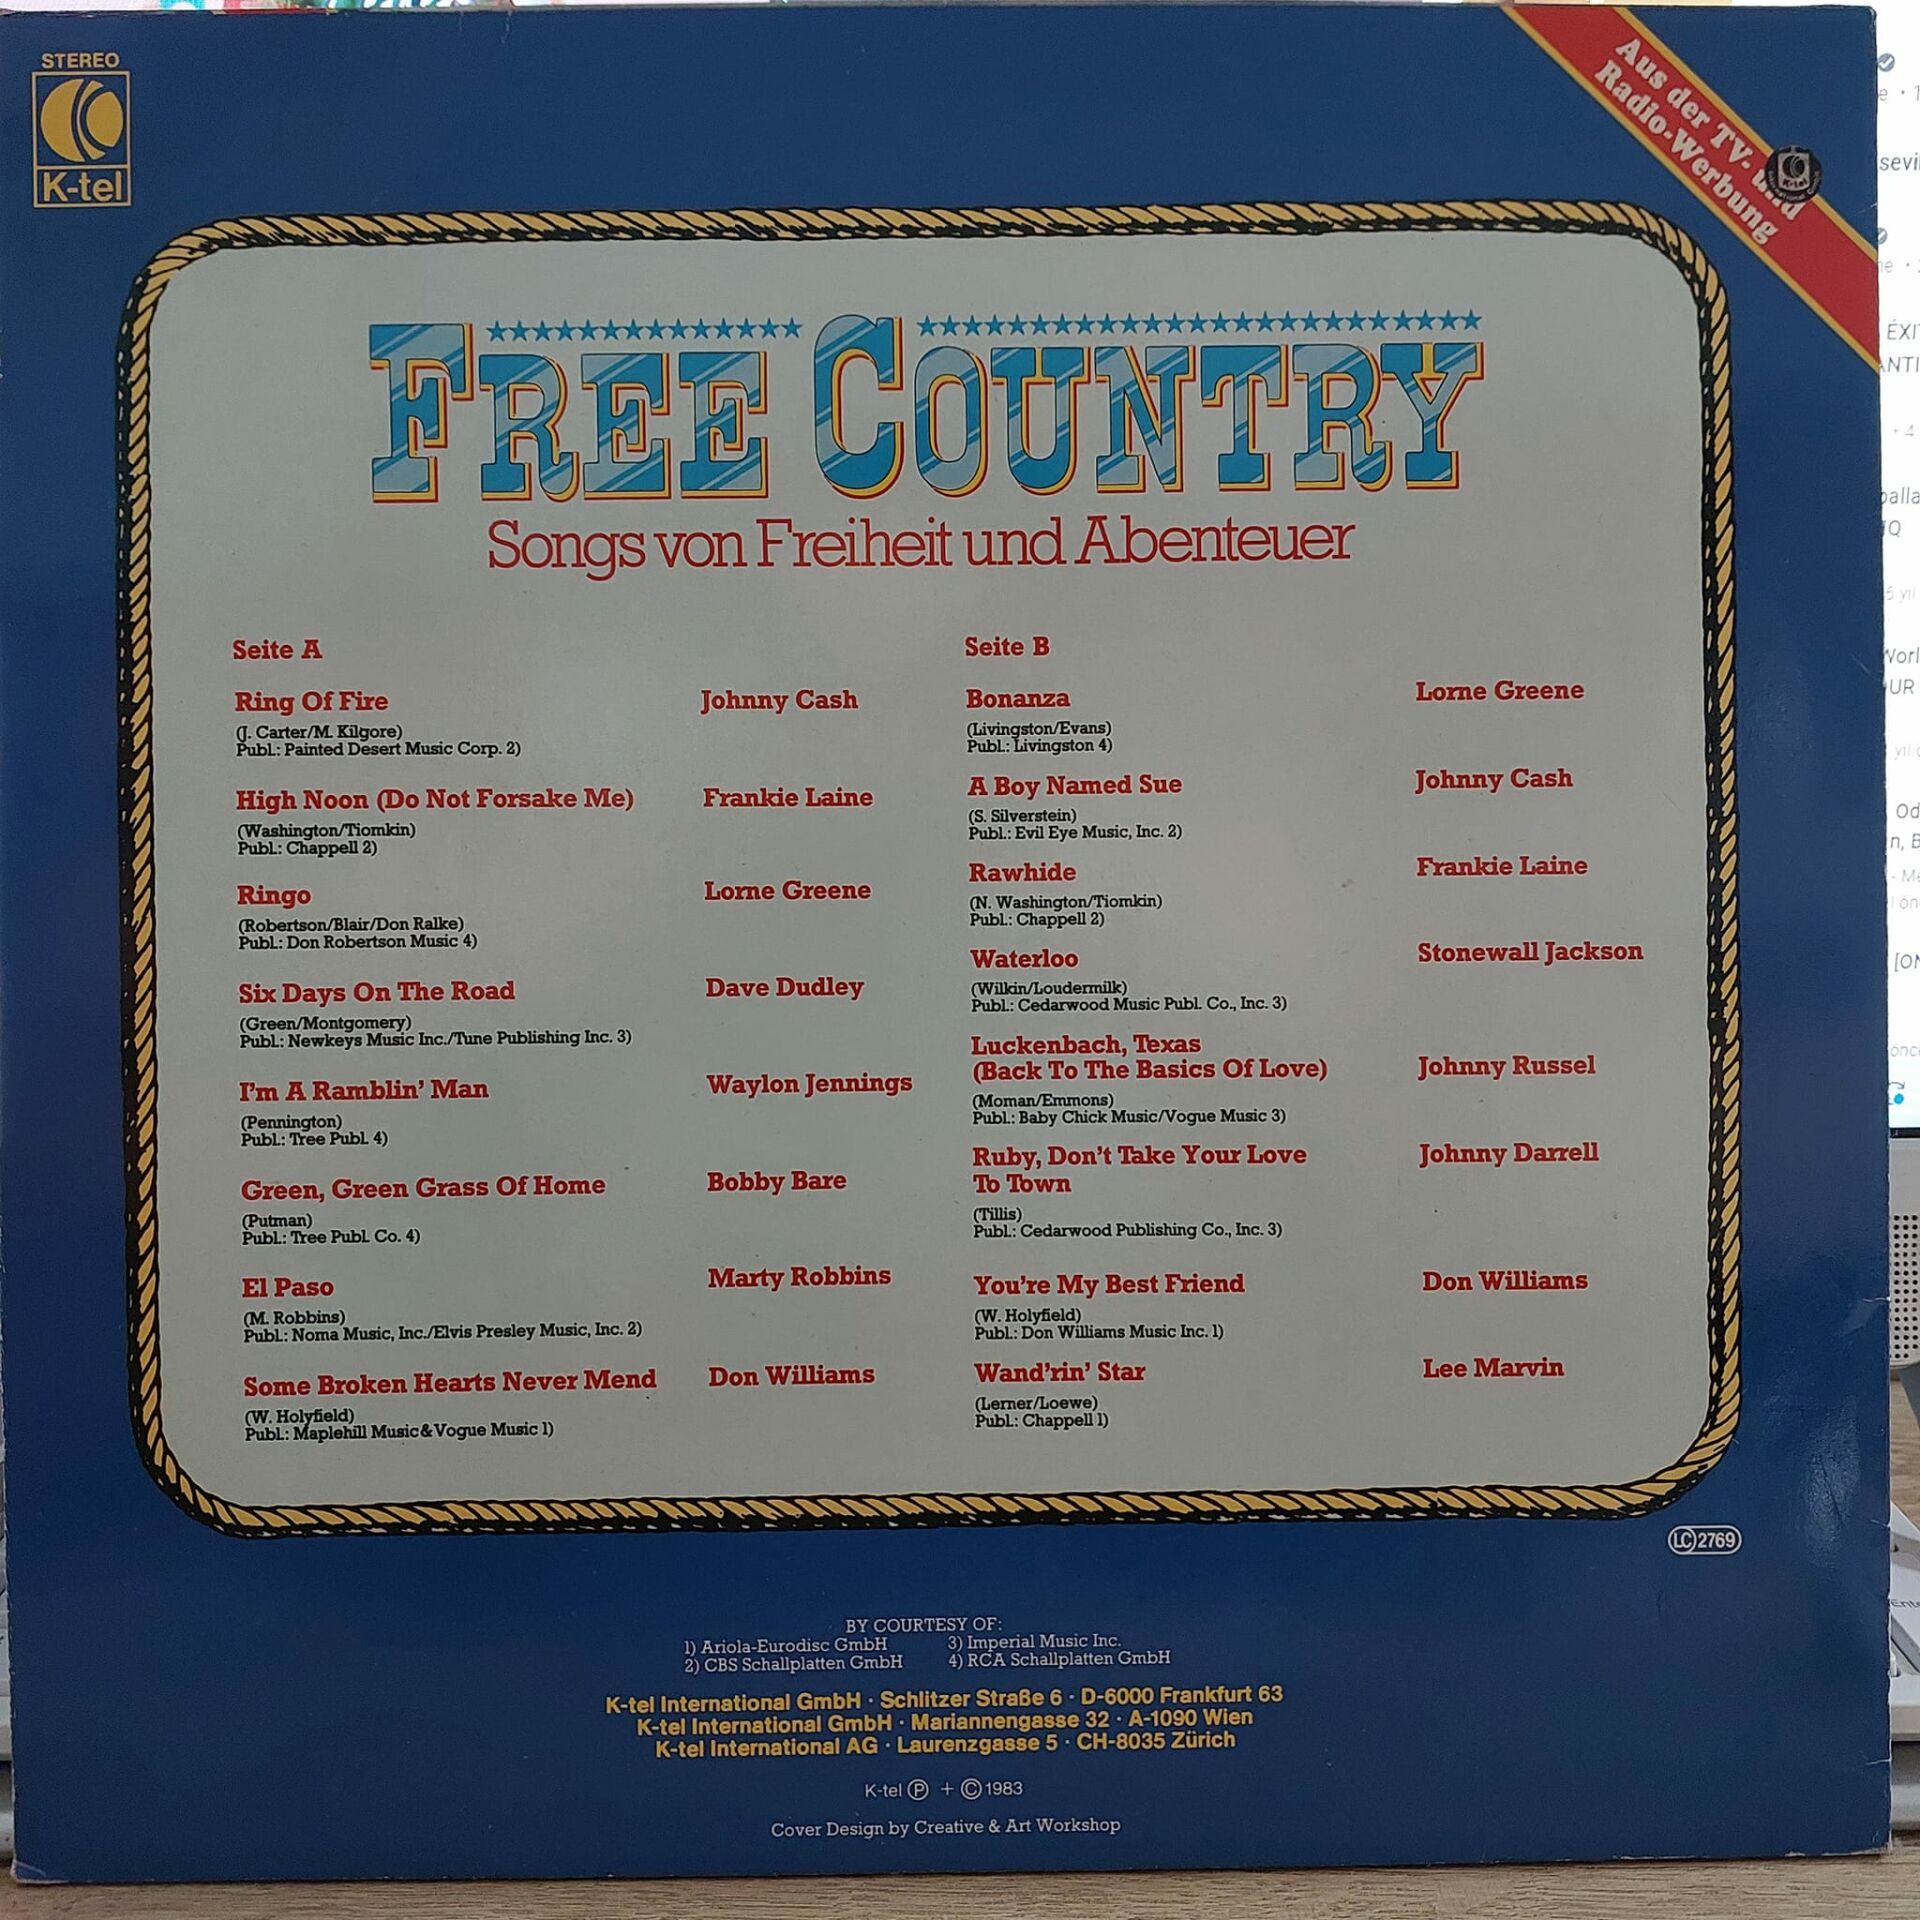 STEREO
K-tel
Aus der TV- und
Radio-Werbung
FREE COUNTRY
Songs von Freiheit und Abenteuer
Seite A
Ring Of Fire
Johnny Cash
(J. Carter/M. Kilgore)
Publ.: Painted Desert Music Corp. 2)
High Noon (Do Not Forsake Me)
Frankie Laine
(Washington/Tiomkin)
Publ.: Chappell 2)
Ringo
Lorne Greene
(Robertson/Blair/Don Ralke)
Publ.: Don Robertson Music 4)
Six Days On The Road
Dave Dudley
(Green/Montgomery)
Publ.: Newkeys Music Inc./Tune Publishing Inc. 3)
I'm A Ramblin' Man
Waylon Jennings
(Pennington)
Publ.: Tree Publ. 4)
Green, Green Grass Of Home
Bobby Bare
(Putman)
Publ.: Tree Publ. Co. 4)
El Paso
Marty Robbins
(M. Robbins)
Publ.: Noma Music, Inc./Elvis Presley Music, Inc. 2)
Some Broken Hearts Never Mend
Don Williams
(W. Holyfield)
Publ.: Maplehill Music & Vogue Music 1)
Seite B
Bonanza
Lorne Greene
(Livingston/Evans)
Publ.: Livingston 4)
A Boy Named Sue
Johnny Cash
(S. Silverstein)
Publ.: Evil Eye Music, Inc. 2)
Rawhide
Frankie Laine
(N. Washington/Tiomkin)
Publ.: Chappell 2)
Waterloo
Stonewall Jackson
(Wilkin/Loudermilk)
Publ.: Cedarwood Music Publ. Co., Inc. 3)
Luckenbach, Texas
(Back To The Basics Of Love)
Johnny Russel
(Moman/Emmons)
Publ.: Baby Chick Music/Vogue Music 3)
Ruby, Don't Take Your Love
To Town
Johnny Darrell
(Tillis)
Publ.: Cedarwood Publishing Co., Inc. 3)
You're My Best Friend
Don Williams
(W. Holyfield)
Publ.: Don Williams Music Inc. 1)
Wand'rin' Star
Lee Marvin
(Lerner/Loewe)
Publ.: Chappell 1)
LC 2769
BY COURTESY OF:
1) Ariola-Eurodisc GmbH 3) Imperial Music Inc.
2) CBS Schallplatten GmbH 4) RCA Schallplatten GmbH
K-tel International GmbH · Schlitzer Straße 6 · D-6000 Frankfurt 63
K-tel International GmbH · Mariannengasse 32 · A-1090 Wien
K-tel International AG · Laurenzgasse 5 · CH-8035 Zürich
K-tel Ⓟ + Ⓒ 1983
Cover Design by Creative & Art Workshop